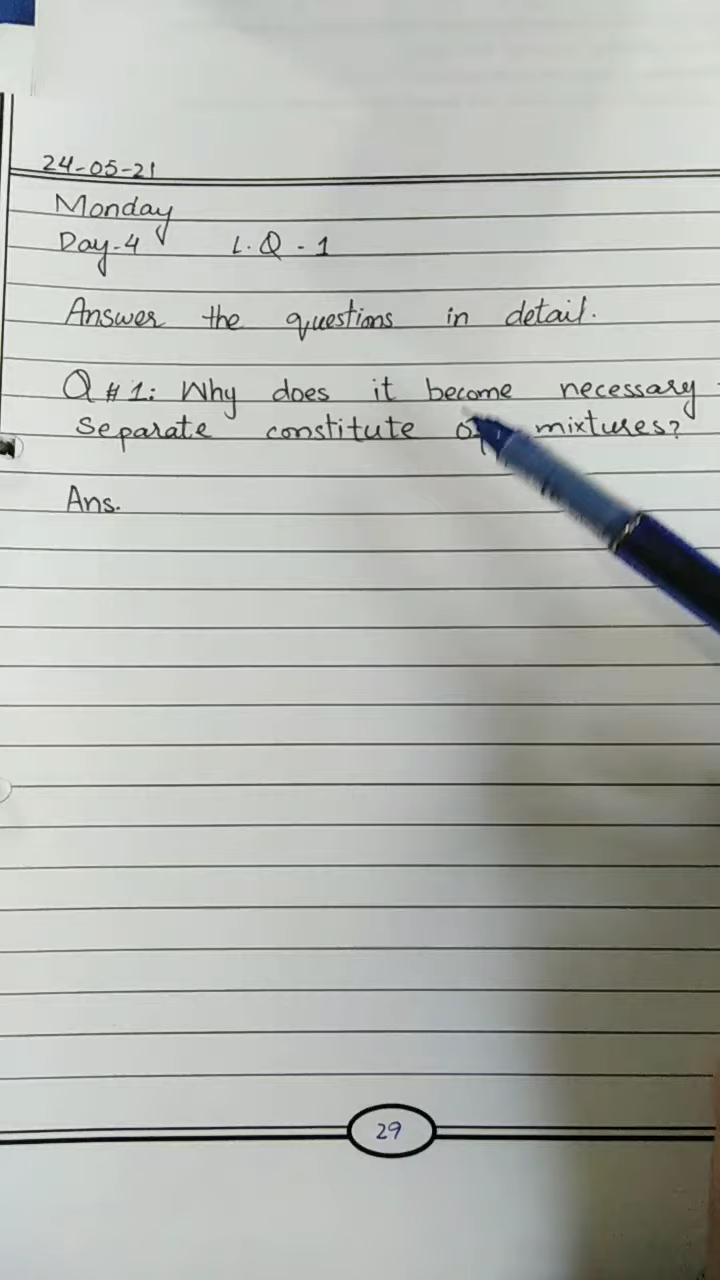 24-05-21
Monday
Day-4 L.Q-1
Answer the questions in detail.
Q#1: Why does it become necessary
Separate constitute of mixtures?
Ans.
29